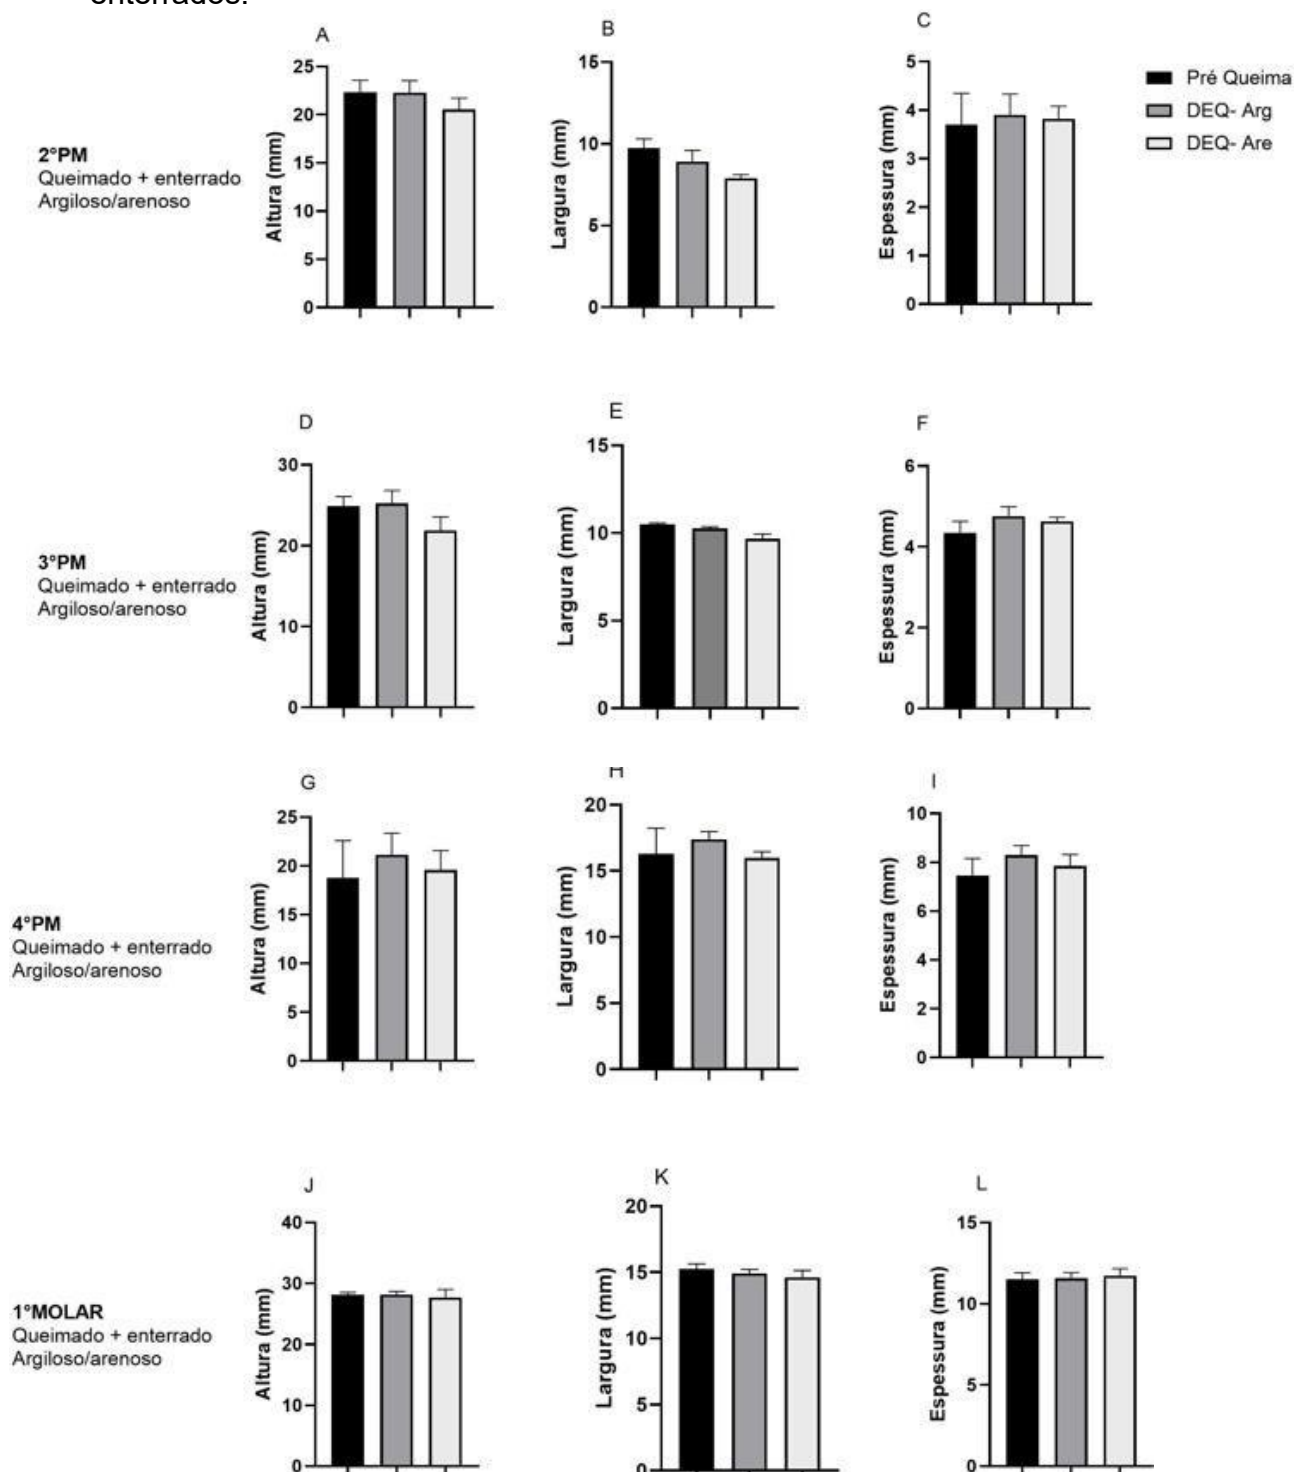 enterrados.
A
B
C
Pré Queima
DEQ- Arg
DEQ- Are
2°PM
Queimado + enterrado
Argiloso/arenoso
Altura (mm)
25
20
15
10
5
0
Largura (mm)
15
10
5
0
Espessura (mm)
5
4
3
2
1
0
D
E
F
3°PM
Queimado + enterrado
Argiloso/arenoso
Altura (mm)
30
20
10
0
Largura (mm)
15
10
5
0
Espessura (mm)
6
4
2
0
G
H
I
4°PM
Queimado + enterrado
Argiloso/arenoso
Altura (mm)
25
20
15
10
5
0
Largura (mm)
20
15
10
5
0
Espessura (mm)
10
8
6
4
2
0
J
K
L
1°MOLAR
Queimado + enterrado
Argiloso/arenoso
Altura (mm)
40
30
20
10
0
Largura (mm)
20
15
10
5
0
Espessura (mm)
15
10
5
0